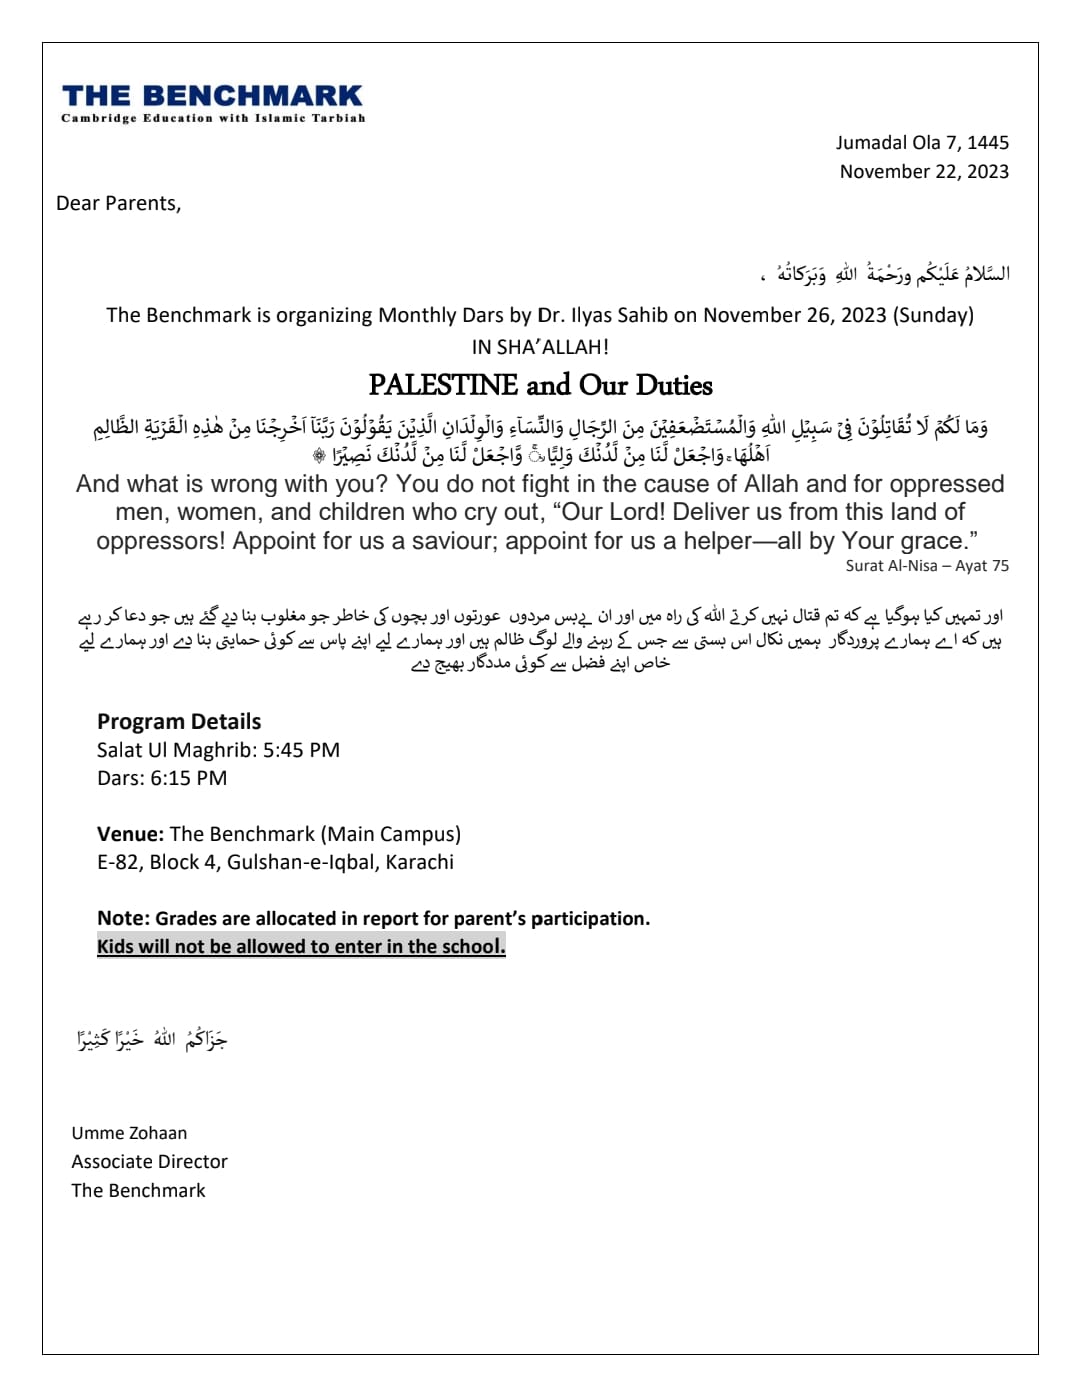 THE BENCHMARK
Cambridge Education with Islamic Tarbiah
Jumadal Ola 7, 1445
November 22, 2023
Dear Parents,
السَّلَامُ عَلَيْكُم ورَحْمَةُ اللهِ وَبَرَكَاتُهُ ،
The Benchmark is organizing Monthly Dars by Dr. Ilyas Sahib on November 26, 2023 (Sunday)
IN SHA’ALLAH!
PALESTINE and Our Duties
وَمَا لَكُمْ لَا تُقَاتِلُوْنَ فِيْ سَبِيْلِ اللهِ وَالْمُسْتَضْعَفِيْنَ مِنَ الرِّجَالِ وَالنِّسَآءِ وَالْوِلْدَانِ الَّذِيْنَ يَقُوْلُوْنَ رَبَّنَآ اَخْرِجْنَا مِنْ هٰذِهِ الْقَرْيَةِ الظَّالِمِ
اَهْلُهَاۚ وَاجْعَلْ لَّنَا مِنْ لَّدُنْكَ وَلِيًّاۙۚ وَّاجْعَلْ لَّنَا مِنْ لَّدُنْكَ نَصِيْرًا
And what is wrong with you? You do not fight in the cause of Allah and for oppressed
men, women, and children who cry out, “Our Lord! Deliver us from this land of
oppressors! Appoint for us a saviour; appoint for us a helper—all by Your grace.”
Surat Al-Nisa – Ayat 75
اور تمہیں کیا ہوگیا ہے کہ تم قتال نہیں کرتے اللہ کی راہ میں اور ان بےبس مردوں عورتوں اور بچوں کی خاطر جو مغلوب بنا دیے گئے ہیں جو دعا کر رہے
ہیں کہ اے ہمارے پروردگار ہمیں نکال اس بستی سے جس کے رہنے والے لوگ ظالم ہیں اور ہمارے لیے اپنے پاس سے کوئی حمایتی بنا دے اور ہمارے لیے
خاص اپنے فضل سے کوئی مددگار بھیج دے
Program Details
Salat Ul Maghrib: 5:45 PM
Dars: 6:15 PM
Venue: The Benchmark (Main Campus)
E-82, Block 4, Gulshan-e-Iqbal, Karachi
Note: Grades are allocated in report for parent’s participation.
Kids will not be allowed to enter in the school.
جَزَاكُمُ اللهُ خَيْرًا كَثِيْرًا
Umme Zohaan
Associate Director
The Benchmark